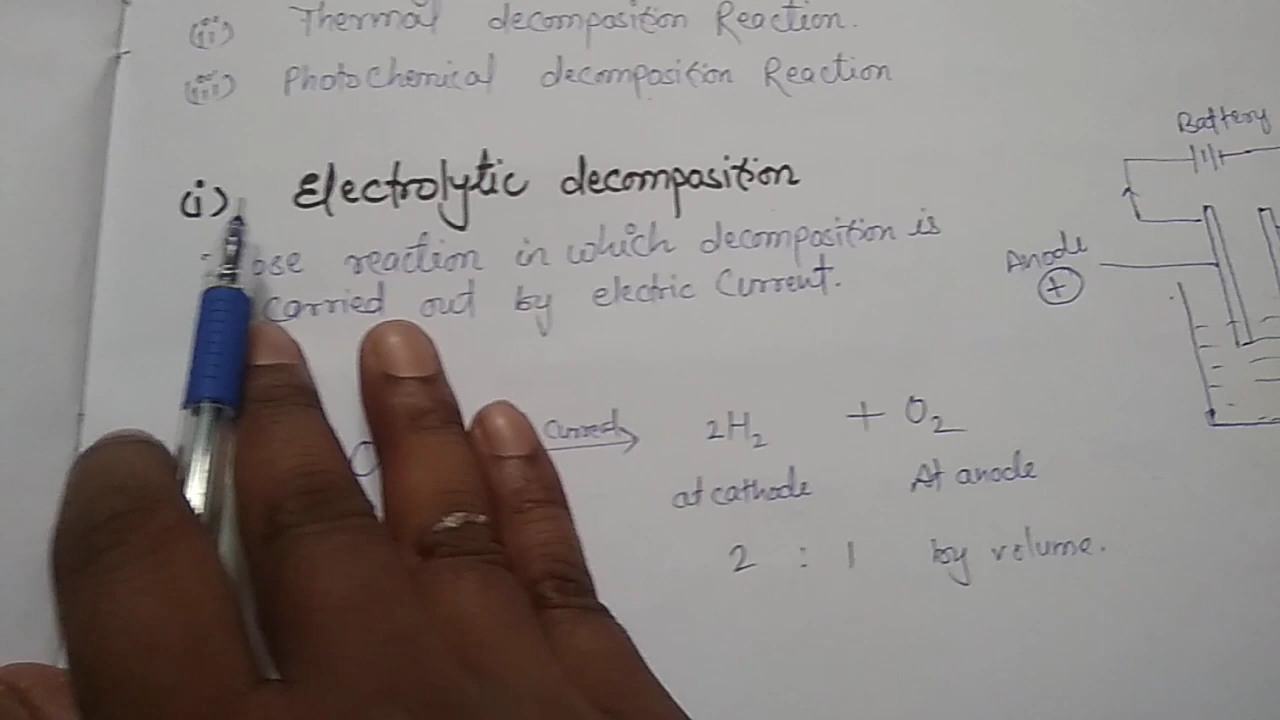 (ii) Thermal decomposition Reaction.
(iii) Photochemical decomposition Reaction
(i) Electrolytic decomposition
reaction in which decomposition is
carried out by electric Current.
Current
2H₂ + O₂
at cathode At anode
2 : 1 by volume.
Battery
Anode
+